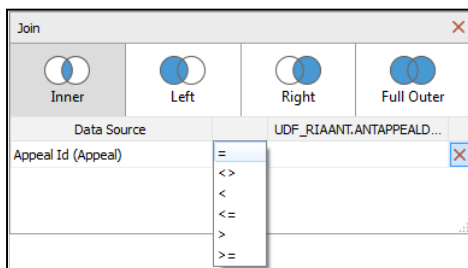 Join
Inner Left Right Full Outer
Data Source UDF_RIAANT.ANTAPPEALD...
Appeal Id (Appeal) =
<>
<
<=
>
>=